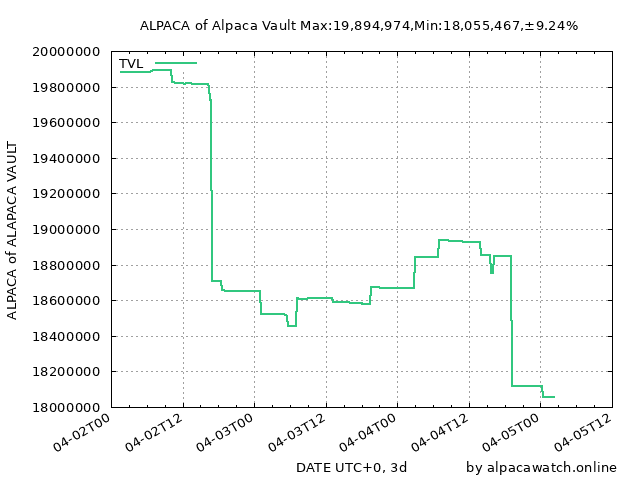 ALPACA of Alpaca Vault Max:19,894,974,Min:18,055,467,±9.24%
20000000
TVL
19800000
19600000
19400000
19200000
19000000
18800000
18600000
18400000
18200000
18000000
ALPACA of ALAPACA VAULT
04-02T00
04-02T12
04-03T00
04-03T12
04-04T00
04-04T12
04-05T00
04-05T12
DATE UTC+0, 3d
by alpacawatch.online